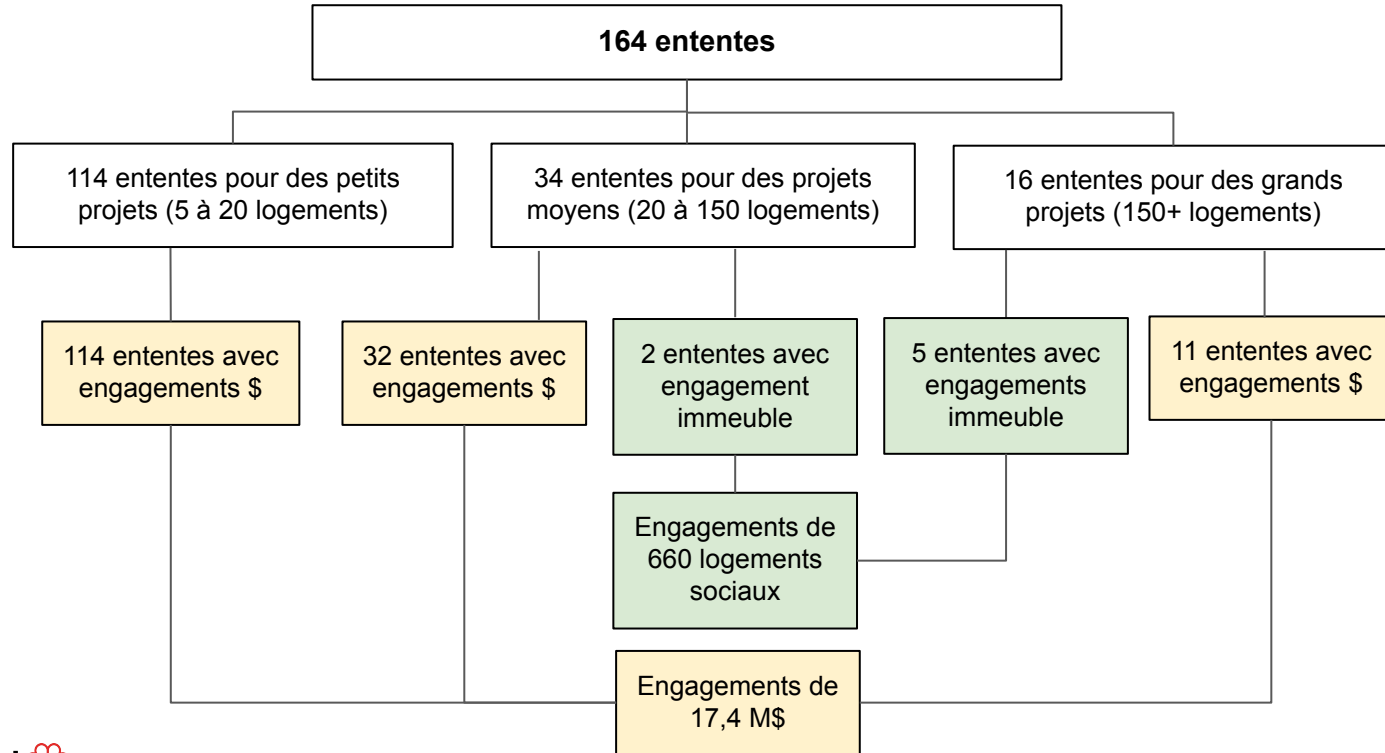 164 ententes
114 ententes pour des petits
projets (5 à 20 logements)
34 ententes pour des projets
moyens (20 à 150 logements)
16 ententes pour des grands
projets (150+ logements)
114 ententes avec
engagements $
32 ententes avec
engagements $
2 ententes avec
engagement
immeuble
5 ententes avec
engagements
immeuble
11 ententes avec
engagements $
Engagements de
660 logements
sociaux
Engagements de
17,4 M$